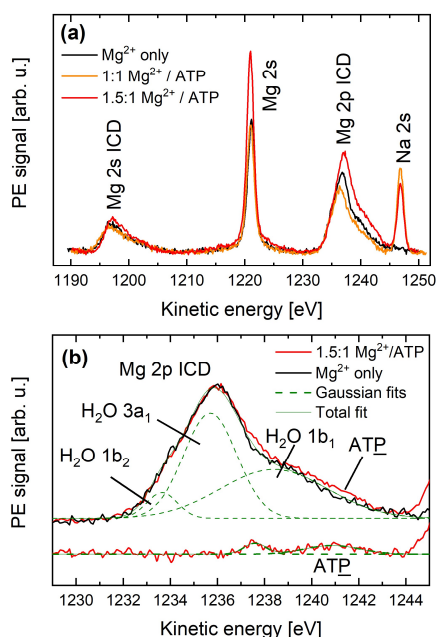 (a)
Mg²⁺ only
1:1 Mg²⁺ / ATP
1.5:1 Mg²⁺ / ATP
Mg 2s ICD
Mg 2s
Mg 2p ICD
Na 2s
PE signal [arb. u.]
1190 1200 1210 1220 1230 1240 1250
Kinetic energy [eV]
(b) Mg 2p ICD
1.5:1 Mg²⁺/ATP
Mg²⁺ only
Gaussian fits
Total fit
H₂O 3a₁
H₂O 1b₂
H₂O 1b₁
ATP
ATP
PE signal [arb. u.]
1230 1232 1234 1236 1238 1240 1242 1244
Kinetic energy [eV]